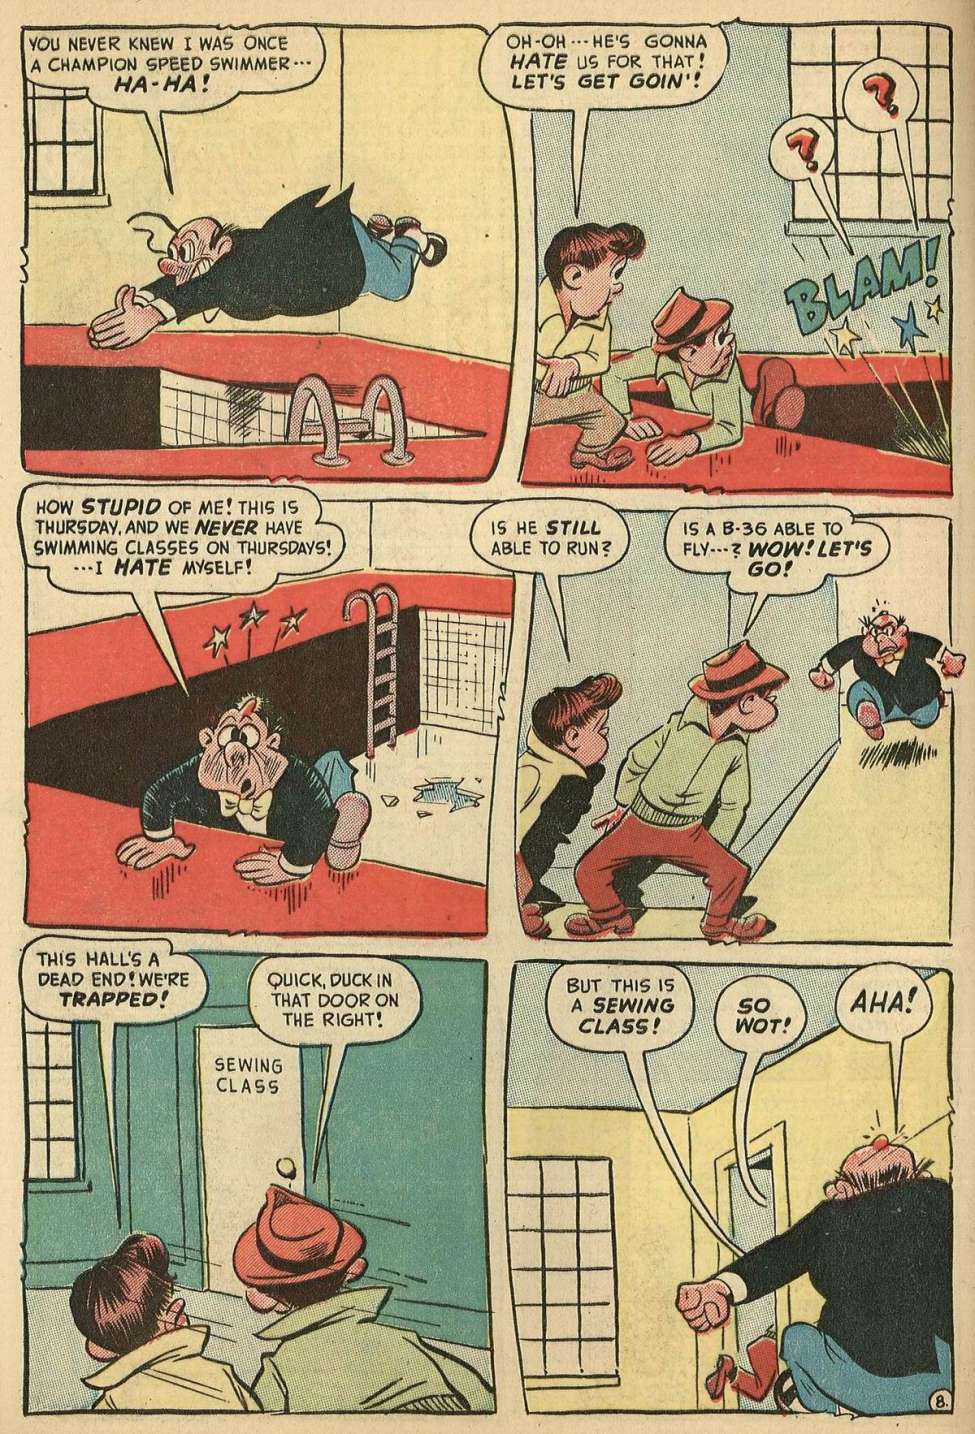 YOU NEVER KNEW I WAS ONCE
A CHAMPION SPEED SWIMMER---
HA-HA!
OH-OH---HE'S GONNA
HATE US FOR THAT!
LET'S GET GOIN'!
?
?
BLAM!
HOW STUPID OF ME! THIS IS
THURSDAY, AND WE NEVER HAVE
SWIMMING CLASSES ON THURSDAYS!
---I HATE MYSELF!
IS HE STILL
ABLE TO RUN?
IS A B-36 ABLE TO
FLY---? WOW! LET'S
GO!
THIS HALL'S A
DEAD END! WE'RE
TRAPPED!
QUICK, DUCK IN
THAT DOOR ON
THE RIGHT!
SEWING
CLASS
BUT THIS IS
A SEWING
CLASS!
SO
WOT!
AHA!
8.